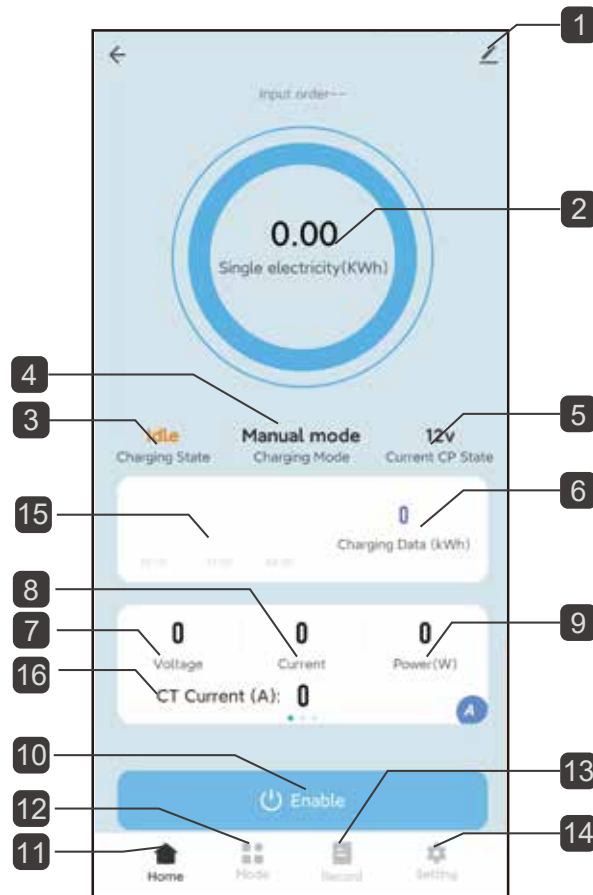 1
Input order--
0.00
2
Single electricity(KWh)
4
3
5
Idle
Manual mode
12v
Charging State
Charging Mode
Current CP State
15
0
6
Charging Data (kWh)
8
0
0
0
7
9
Voltage
Current
Power(W)
16
CT Current (A): 0
A
10
Enable
13
12
11
14
Home
Mode
Record
Setting